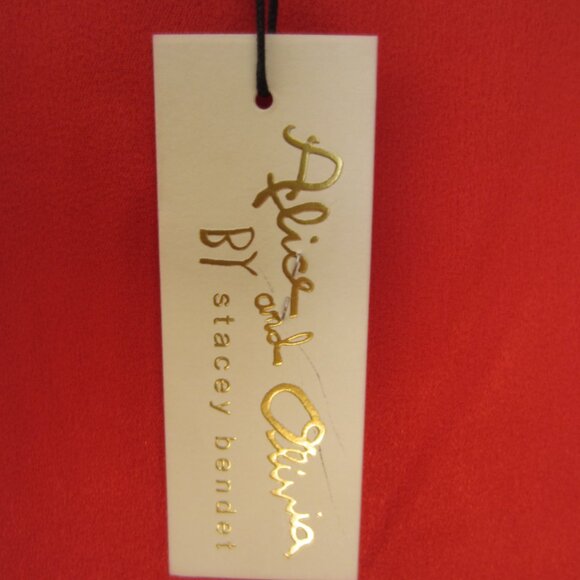 Alice and Olivia
BY stacey bendet